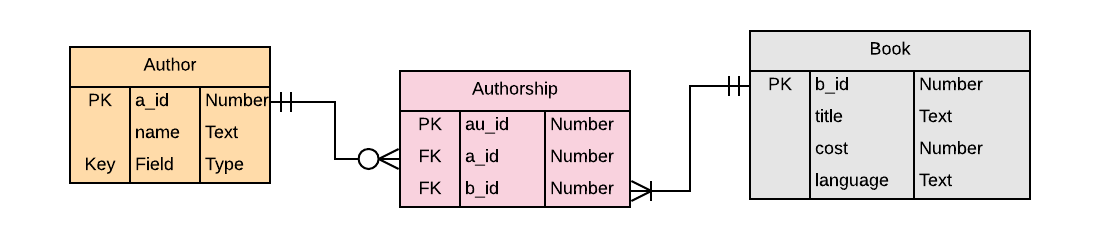 Author
PK a_id Number
name Text
Key Field Type
Authorship
PK au_id Number
FK a_id Number
FK b_id Number
Book
PK b_id Number
title Text
cost Number
language Text